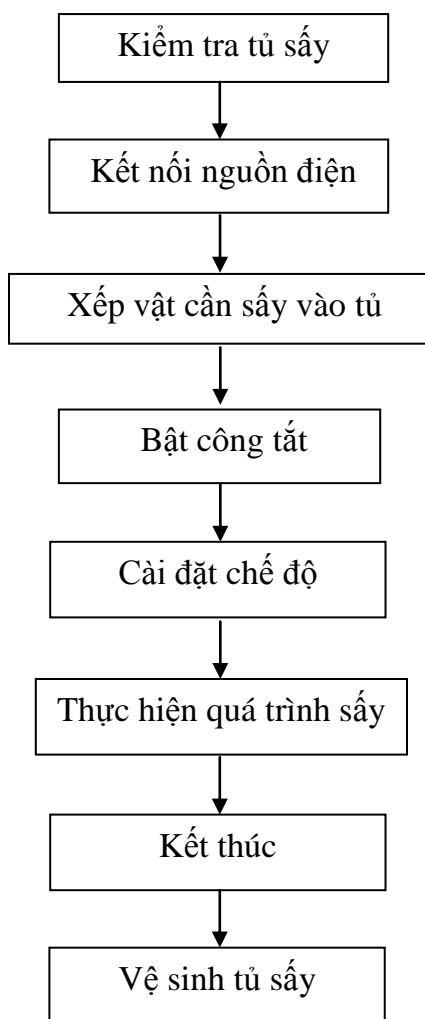 Kiểm tra tủ sấy
Kết nối nguồn điện
Xếp vật cần sấy vào tủ
Bật công tắt
Cài đặt chế độ
Thực hiện quá trình sấy
Kết thúc
Vệ sinh tủ sấy